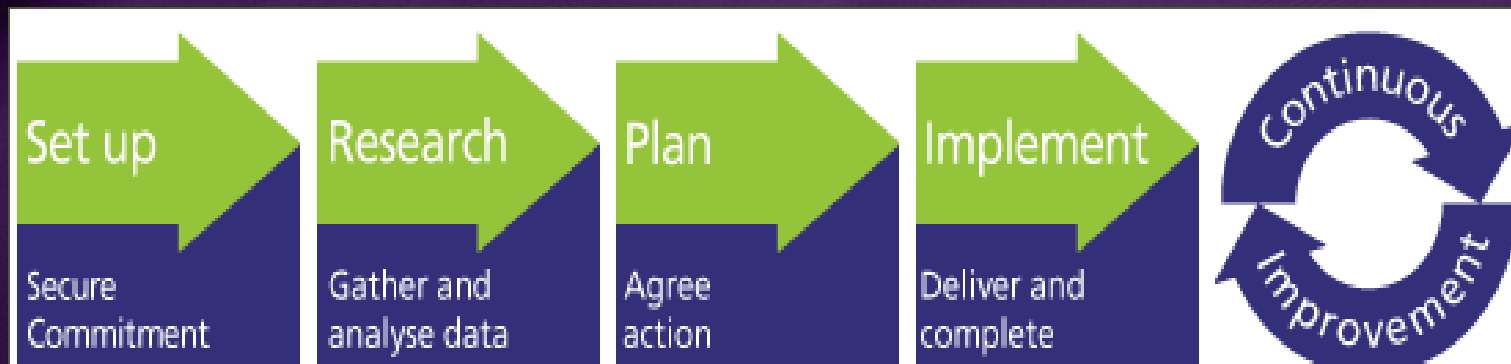 Set up
Secure
Commitment
Research
Gather and
analyse data
Plan
Agree
action
Implement
Deliver and
complete
Continuous
Improvement